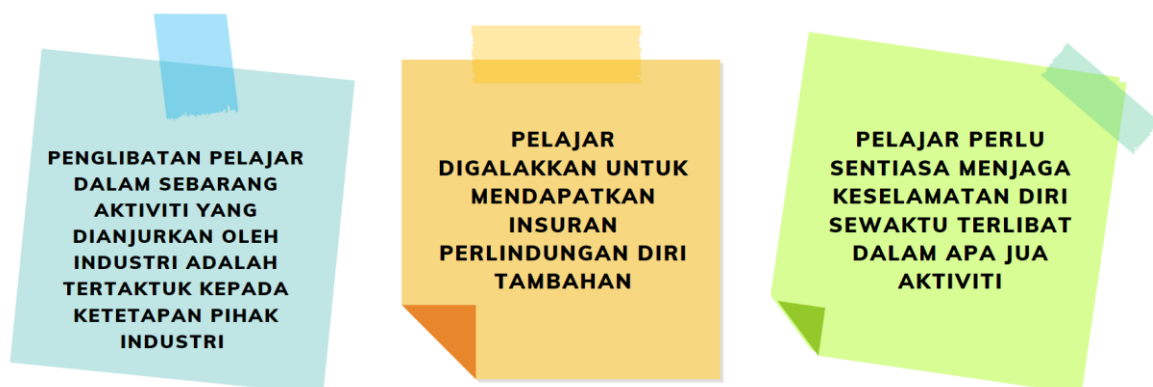 PENGLIBATAN PELAJAR
DALAM SEBARANG
AKTIVITI YANG
DIANJURKAN OLEH
INDUSTRI ADALAH
TERTAKTUK KEPADA
KETETAPAN PIHAK
INDUSTRI
PELAJAR
DIGALAKKAN UNTUK
MENDAPATKAN
INSURAN
PERLINDUNGAN DIRI
TAMBAHAN
PELAJAR PERLU
SENTIASA MENJAGA
KESELAMATAN DIRI
SEWAKTU TERLIBAT
DALAM APA JUA
AKTIVITI